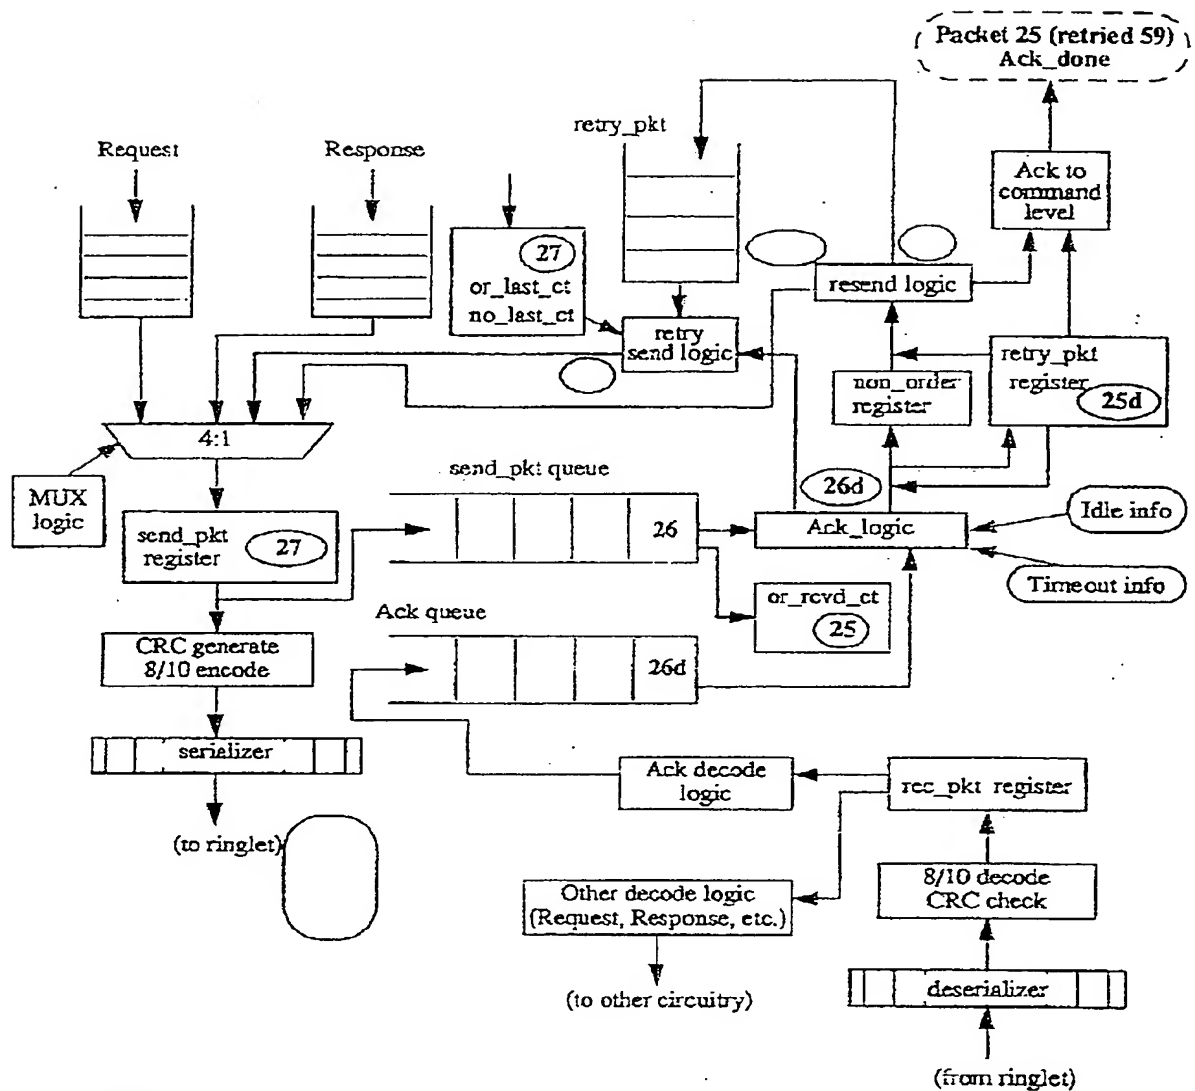 Packet 25 (retried 59)
Ack_done
retry_pkt
Request
Response
Ack to
command
level
27
or_last_ct
no_last_ct
resend logic
retry
send logic
retry_pkt
register
25d
non_order
register
4:1
MUX
logic
send_pkt queue
26d
Idle info
send_pkt
register
27
26
Ack_logic
Timeout info
or_rcvd_ct
25
Ack queue
CRC generate
8/10 encode
26d
serializer
Ack decode
logic
rec_pkt register
(to ringlet)
8/10 decode
CRC check
Other decode logic
(Request, Response, etc.)
deserializer
(to other circuitry)
(from ringlet)